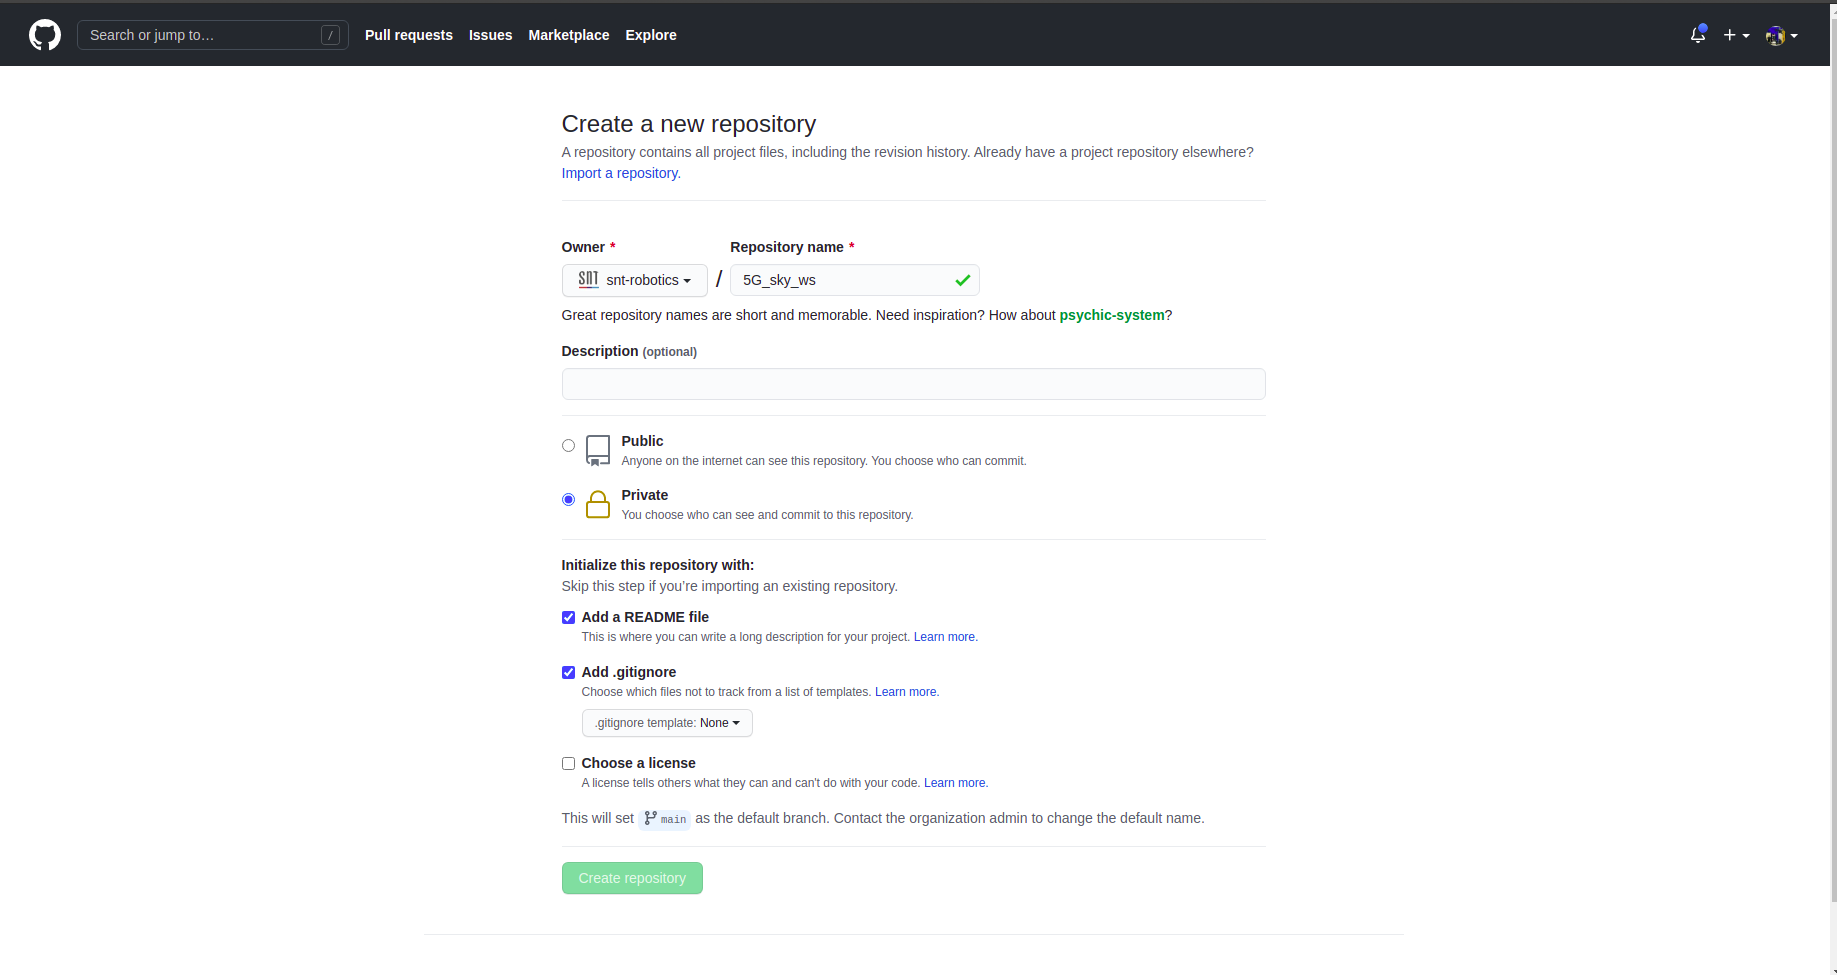 Search or jump to…
/
Pull requests
Issues
Marketplace
Explore
Create a new repository
A repository contains all project files, including the revision history. Already have a project repository elsewhere?
Import a repository.
Owner *
Repository name *
SNT snt-robotics
/
5G_sky_ws
Great repository names are short and memorable. Need inspiration? How about psychic-system?
Description (optional)
Public
Anyone on the internet can see this repository. You choose who can commit.
Private
You choose who can see and commit to this repository.
Initialize this repository with:
Skip this step if you’re importing an existing repository.
Add a README file
This is where you can write a long description for your project. Learn more.
Add .gitignore
Choose which files not to track from a list of templates. Learn more.
.gitignore template: None
Choose a license
A license tells others what they can and can't do with your code. Learn more.
This will set main as the default branch. Contact the organization admin to change the default name.
Create repository